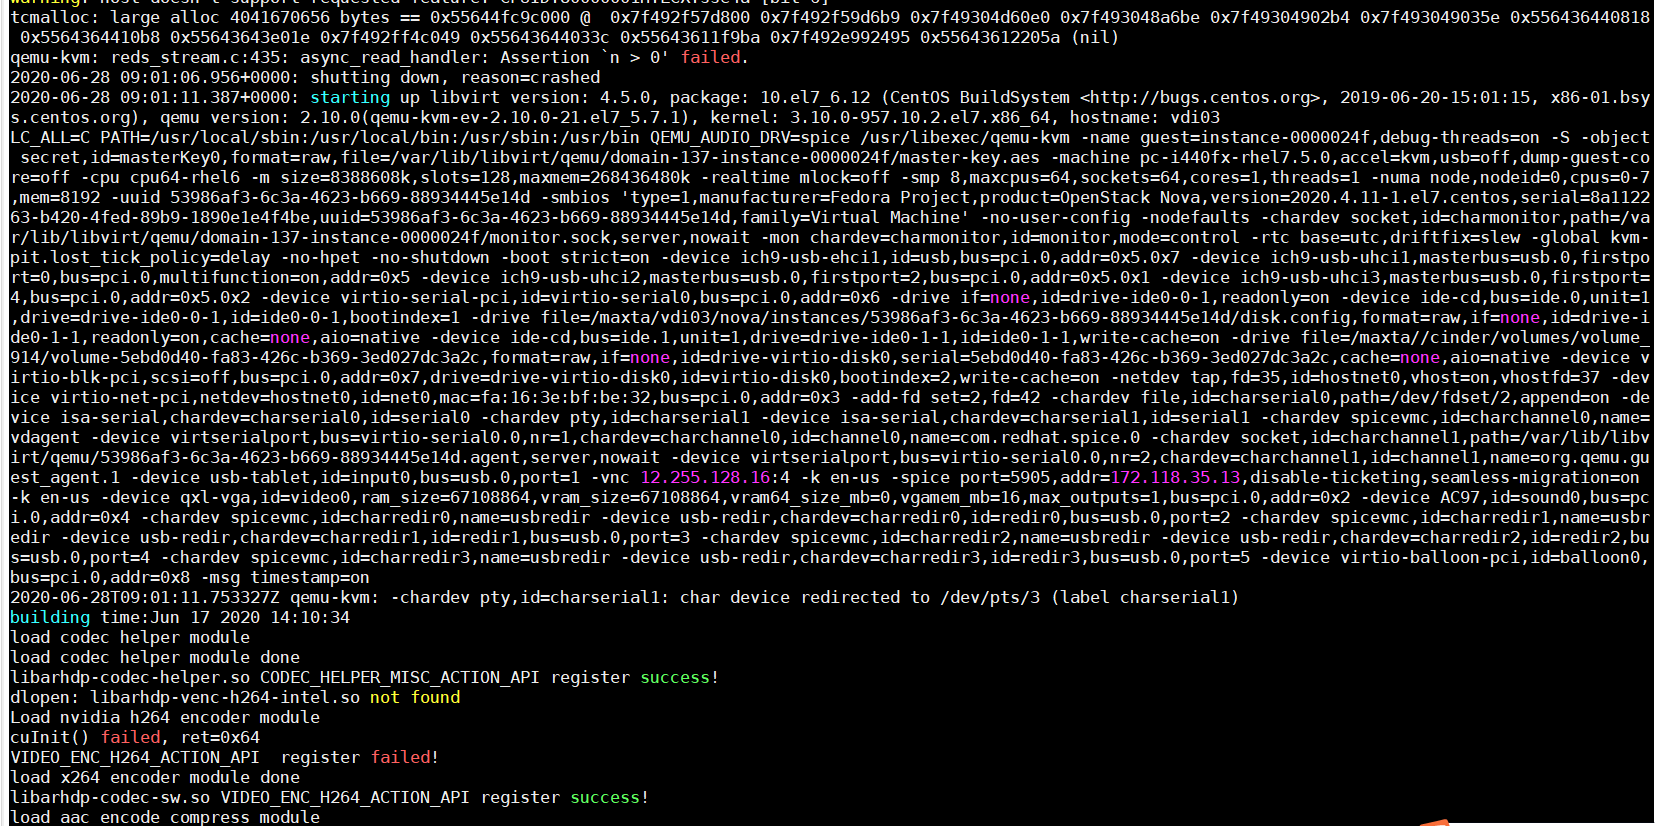 tcmalloc: large alloc 4041670656 bytes == 0x55644fc9c000 @  0x7f492f57d800 0x7f492f59d6b9 0x7f49304d60e0 0x7f493048a6be 0x7f49304902b4 0x7f493049035e 0x556436440818
0x5564364410b8 0x55643643e01e 0x7f492ff4c049 0x55643644033c 0x55643611f9ba 0x7f492e992495 0x55643612205a (nil)
qemu-kvm: reds_stream.c:435: async_read_handler: Assertion `n > 0' failed.
2020-06-28 09:01:06.956+0000: shutting down, reason=crashed
2020-06-28 09:01:11.387+0000: starting up libvirt version: 4.5.0, package: 10.el7_6.12 (CentOS BuildSystem <http://bugs.centos.org>, 2019-06-20-15:01:15, x86-01.bsy
s.centos.org), qemu version: 2.10.0(qemu-kvm-ev-2.10.0-21.el7_5.7.1), kernel: 3.10.0-957.10.2.el7.x86_64, hostname: vdi03
LC_ALL=C PATH=/usr/local/sbin:/usr/local/bin:/usr/sbin:/usr/bin QEMU_AUDIO_DRV=spice /usr/libexec/qemu-kvm -name guest=instance-0000024f,debug-threads=on -S -object
secret,id=masterKey0,format=raw,file=/var/lib/libvirt/qemu/domain-137-instance-0000024f/master-key.aes -machine pc-i440fx-rhel7.5.0,accel=kvm,usb=off,dump-guest-co
re=off -cpu cpu64-rhel6 -m size=8388608k,slots=128,maxmem=268436480k -realtime mlock=off -smp 8,maxcpus=64,sockets=64,cores=1,threads=1 -numa node,nodeid=0,cpus=0-7
,mem=8192 -uuid 53986af3-6c3a-4623-b669-88934445e14d -smbios 'type=1,manufacturer=Fedora Project,product=OpenStack Nova,version=2020.4.11-1.el7.centos,serial=8a1122
63-b420-4fed-89b9-1890e1e4f4be,uuid=53986af3-6c3a-4623-b669-88934445e14d,family=Virtual Machine' -no-user-config -nodefaults -chardev socket,id=charmonitor,path=/va
r/lib/libvirt/qemu/domain-137-instance-0000024f/monitor.sock,server,nowait -mon chardev=charmonitor,id=monitor,mode=control -rtc base=utc,driftfix=slew -global kvm-
pit.lost_tick_policy=delay -no-hpet -no-shutdown -boot strict=on -device ich9-usb-ehci1,id=usb,bus=pci.0,addr=0x5.0x7 -device ich9-usb-uhci1,masterbus=usb.0,firstpo
rt=0,bus=pci.0,multifunction=on,addr=0x5 -device ich9-usb-uhci2,masterbus=usb.0,firstport=2,bus=pci.0,addr=0x5.0x1 -device ich9-usb-uhci3,masterbus=usb.0,firstport=
4,bus=pci.0,addr=0x5.0x2 -device virtio-serial-pci,id=virtio-serial0,bus=pci.0,addr=0x6 -drive if=none,id=drive-ide0-0-1,readonly=on -device ide-cd,bus=ide.0,unit=1
,drive=drive-ide0-0-1,id=ide0-0-1,bootindex=1 -drive file=/maxta/vdi03/nova/instances/53986af3-6c3a-4623-b669-88934445e14d/disk.config,format=raw,if=none,id=drive-i
de0-1-1,readonly=on,cache=none,aio=native -device ide-cd,bus=ide.1,unit=1,drive=drive-ide0-1-1,id=ide0-1-1,write-cache=on -drive file=/maxta//cinder/volumes/volume_
914/volume-5ebd0d40-fa83-426c-b369-3ed027dc3a2c,format=raw,if=none,id=drive-virtio-disk0,serial=5ebd0d40-fa83-426c-b369-3ed027dc3a2c,cache=none,aio=native -device v
irtio-blk-pci,scsi=off,bus=pci.0,addr=0x7,drive=drive-virtio-disk0,id=virtio-disk0,bootindex=2,write-cache=on -netdev tap,fd=35,id=hostnet0,vhost=on,vhostfd=37 -dev
ice virtio-net-pci,netdev=hostnet0,id=net0,mac=fa:16:3e:bf:be:32,bus=pci.0,addr=0x3 -add-fd set=2,fd=42 -chardev file,id=charserial0,path=/dev/fdset/2,append=on -de
vice isa-serial,chardev=charserial0,id=serial0 -chardev pty,id=charserial1 -device isa-serial,chardev=charserial1,id=serial1 -chardev spicevmc,id=charchannel0,name=
vdagent -device virtserialport,bus=virtio-serial0.0,nr=1,chardev=charchannel0,id=channel0,name=com.redhat.spice.0 -chardev socket,id=charchannel1,path=/var/lib/libv
irt/qemu/53986af3-6c3a-4623-b669-88934445e14d.agent,server,nowait -device virtserialport,bus=virtio-serial0.0,nr=2,chardev=charchannel1,id=channel1,name=org.qemu.gu
est_agent.1 -device usb-tablet,id=input0,bus=usb.0,port=1 -vnc 12.255.128.16:4 -k en-us -spice port=5905,addr=172.118.35.13,disable-ticketing,seamless-migration=on
-k en-us -device qxl-vga,id=video0,ram_size=67108864,vram_size=67108864,vram64_size_mb=0,vgamem_mb=16,max_outputs=1,bus=pci.0,addr=0x2 -device AC97,id=sound0,bus=pc
i.0,addr=0x4 -chardev spicevmc,id=charredir0,name=usbredir -device usb-redir,chardev=charredir0,id=redir0,bus=usb.0,port=2 -chardev spicevmc,id=charredir1,name=usbr
edir -device usb-redir,chardev=charredir1,id=redir1,bus=usb.0,port=3 -chardev spicevmc,id=charredir2,name=usbredir -device usb-redir,chardev=charredir2,id=redir2,bu
s=usb.0,port=4 -chardev spicevmc,id=charredir3,name=usbredir -device usb-redir,chardev=charredir3,id=redir3,bus=usb.0,port=5 -device virtio-balloon-pci,id=balloon0,
bus=pci.0,addr=0x8 -msg timestamp=on
2020-06-28T09:01:11.753327Z qemu-kvm: -chardev pty,id=charserial1: char device redirected to /dev/pts/3 (label charserial1)
building time:Jun 17 2020 14:10:34
load codec helper module
load codec helper module done
libarhdp-codec-helper.so CODEC_HELPER_MISC_ACTION_API register success!
dlopen: libarhdp-venc-h264-intel.so not found
Load nvidia h264 encoder module
cuInit() failed, ret=0x64
VIDEO_ENC_H264_ACTION_API  register failed!
load x264 encoder module done
libarhdp-codec-sw.so VIDEO_ENC_H264_ACTION_API register success!
load aac encode compress module